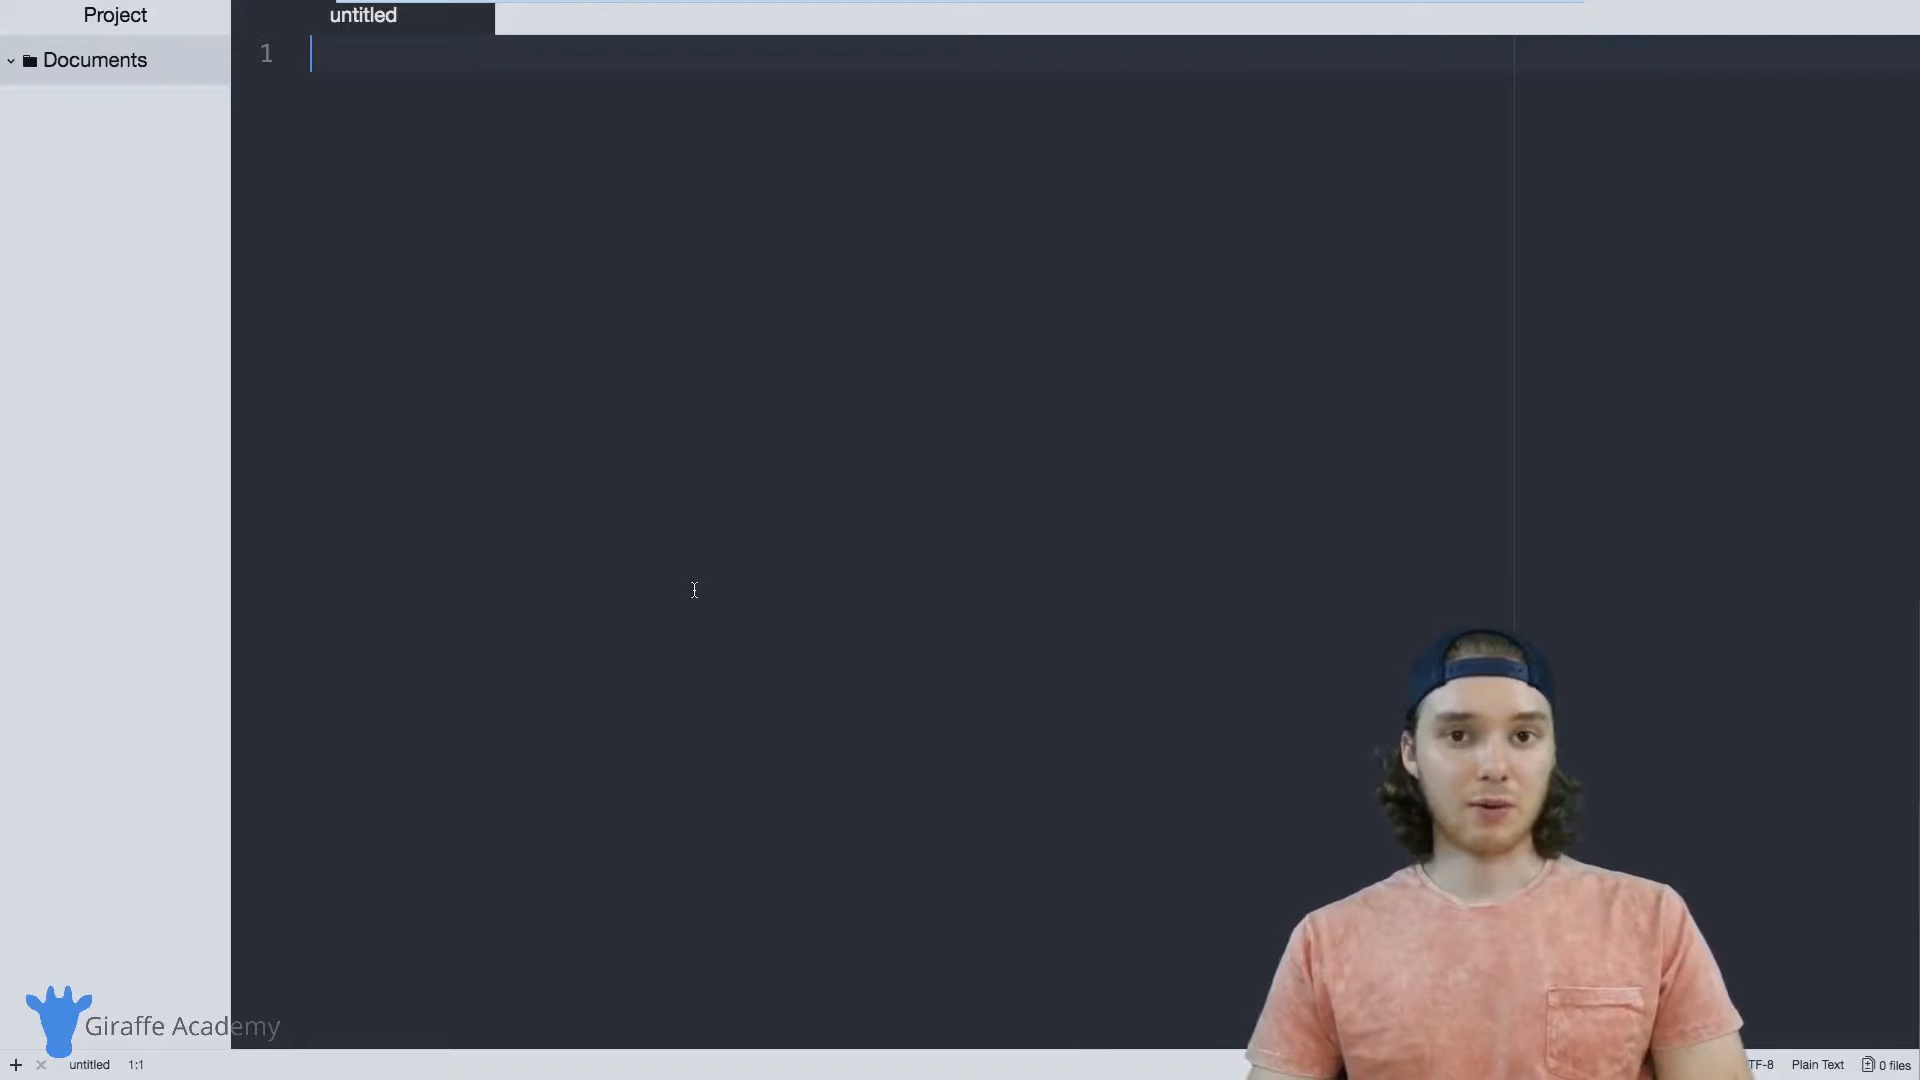 Project
untitled
Documents
1
Giraffe Academy
untitled 1:1
TF-8 Plain Text 0 files